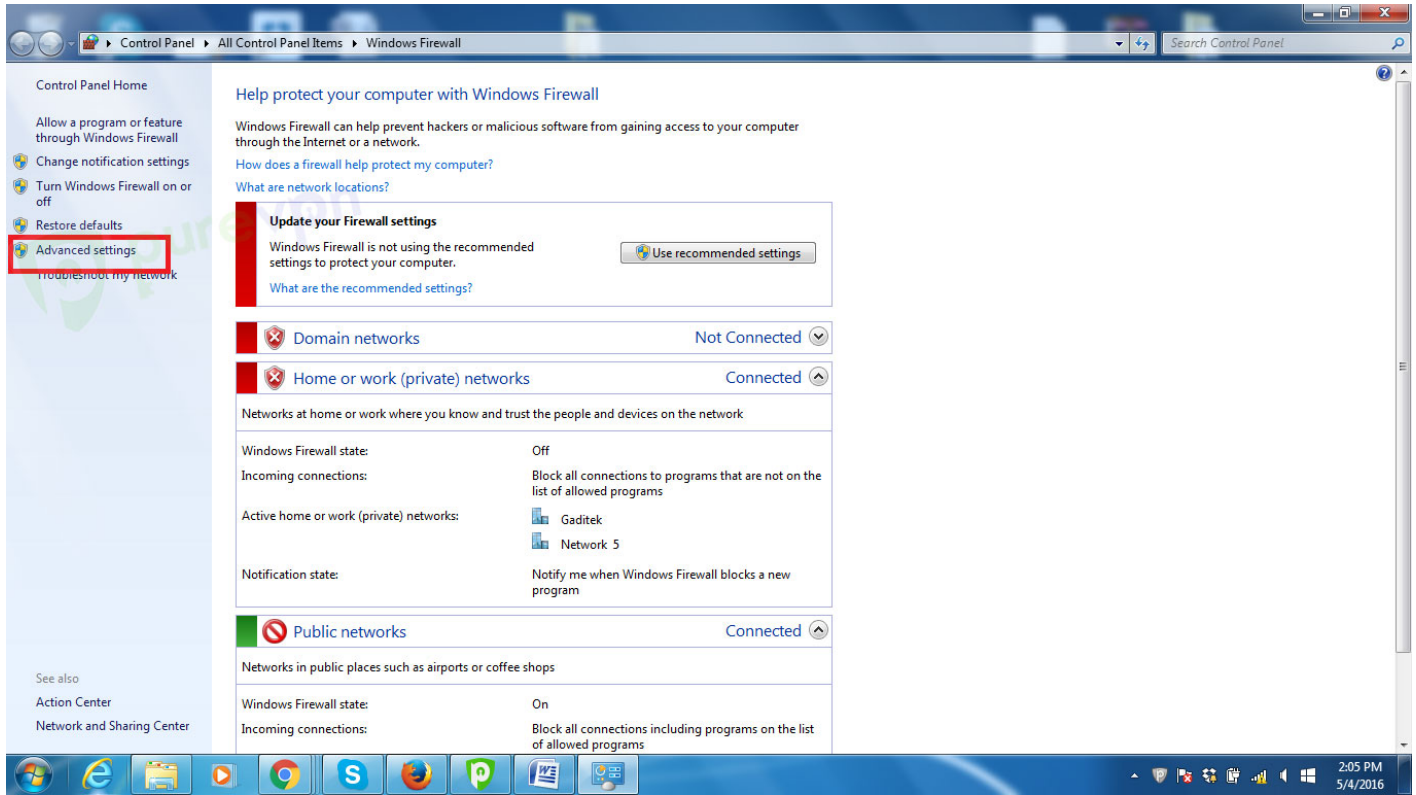 Control Panel ▸ All Control Panel Items ▸ Windows Firewall
Search Control Panel
Control Panel Home
Allow a program or feature
through Windows Firewall
Change notification settings
Turn Windows Firewall on or
off
Restore defaults
Advanced settings
Troubleshoot my network
See also
Action Center
Network and Sharing Center
purevpn
Help protect your computer with Windows Firewall
Windows Firewall can help prevent hackers or malicious software from gaining access to your computer
through the Internet or a network.
How does a firewall help protect my computer?
What are network locations?
Update your Firewall settings
Windows Firewall is not using the recommended
settings to protect your computer.
Use recommended settings
What are the recommended settings?
Domain networks Not Connected
Home or work (private) networks Connected
Networks at home or work where you know and trust the people and devices on the network
Windows Firewall state: Off
Incoming connections: Block all connections to programs that are not on the
list of allowed programs
Active home or work (private) networks: Gaditek
Network 5
Notification state: Notify me when Windows Firewall blocks a new
program
Public networks Connected
Networks in public places such as airports or coffee shops
Windows Firewall state: On
Incoming connections: Block all connections including programs on the list
of allowed programs
2:05 PM
5/4/2016